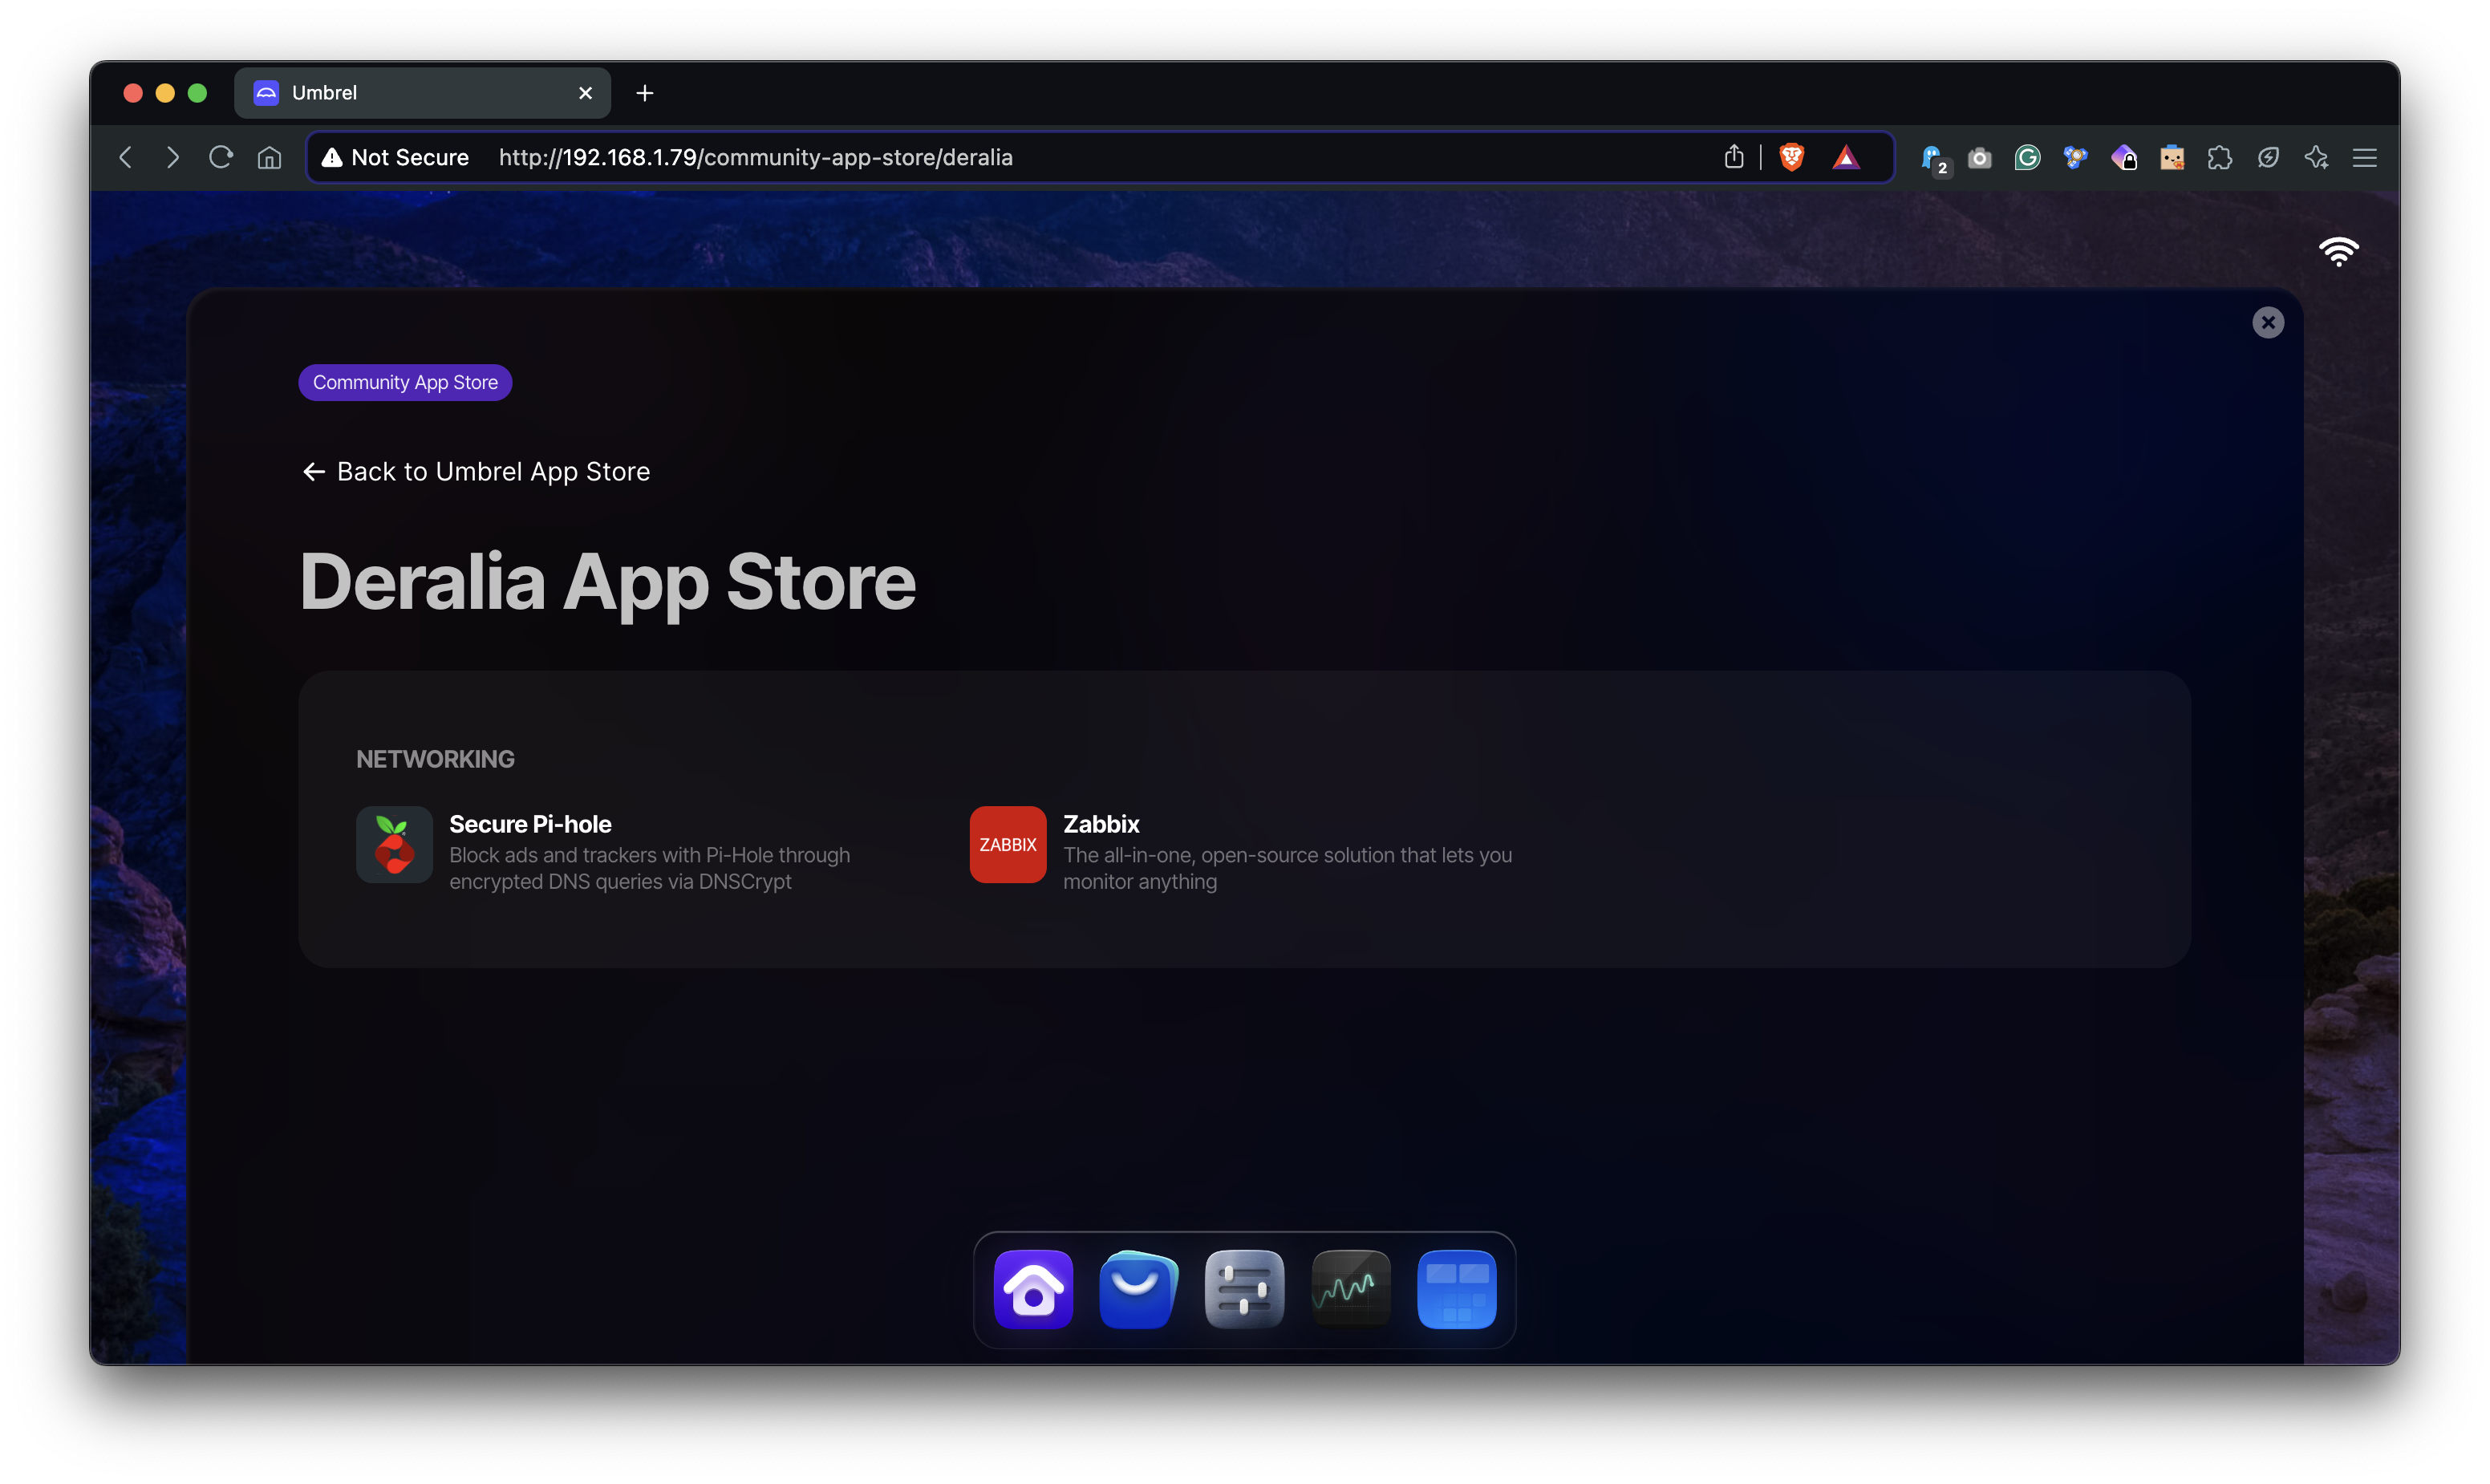 Umbrel
Not Secure http://192.168.1.79/community-app-store/deralia
2
Community App Store
← Back to Umbrel App Store
Deralia App Store
NETWORKING
Secure Pi-hole
Block ads and trackers with Pi-Hole through
encrypted DNS queries via DNSCrypt
ZABBIX
Zabbix
The all-in-one, open-source solution that lets you
monitor anything